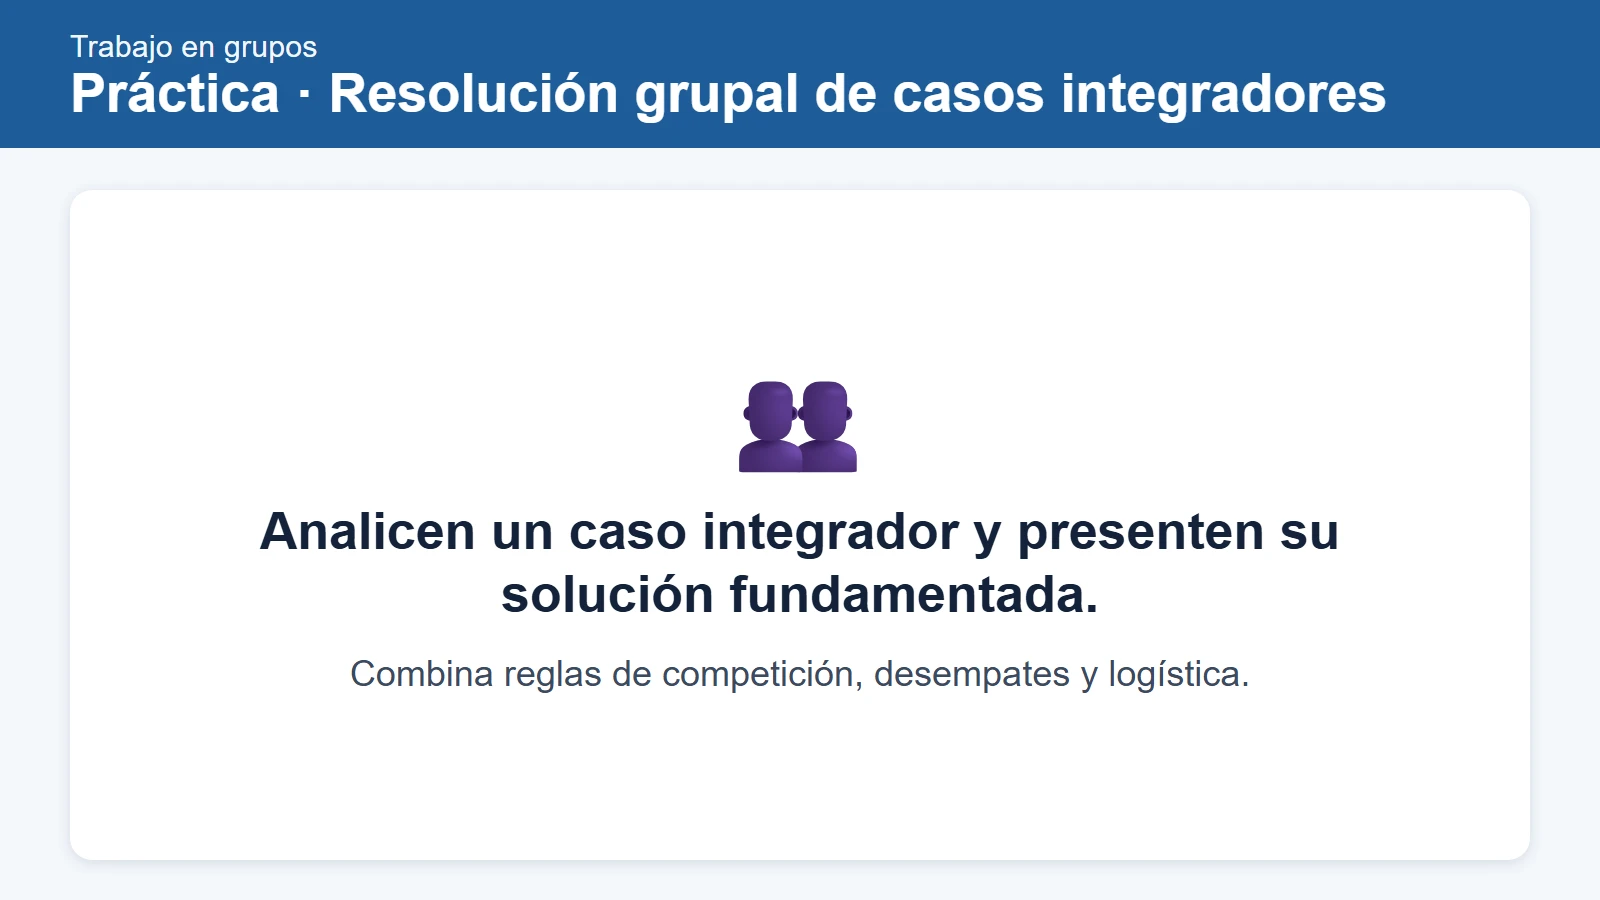 Trabajo en grupos
Práctica · Resolución grupal de casos integradores
Analicen un caso integrador y presenten su
solución fundamentada.
Combina reglas de competición, desempates y logística.